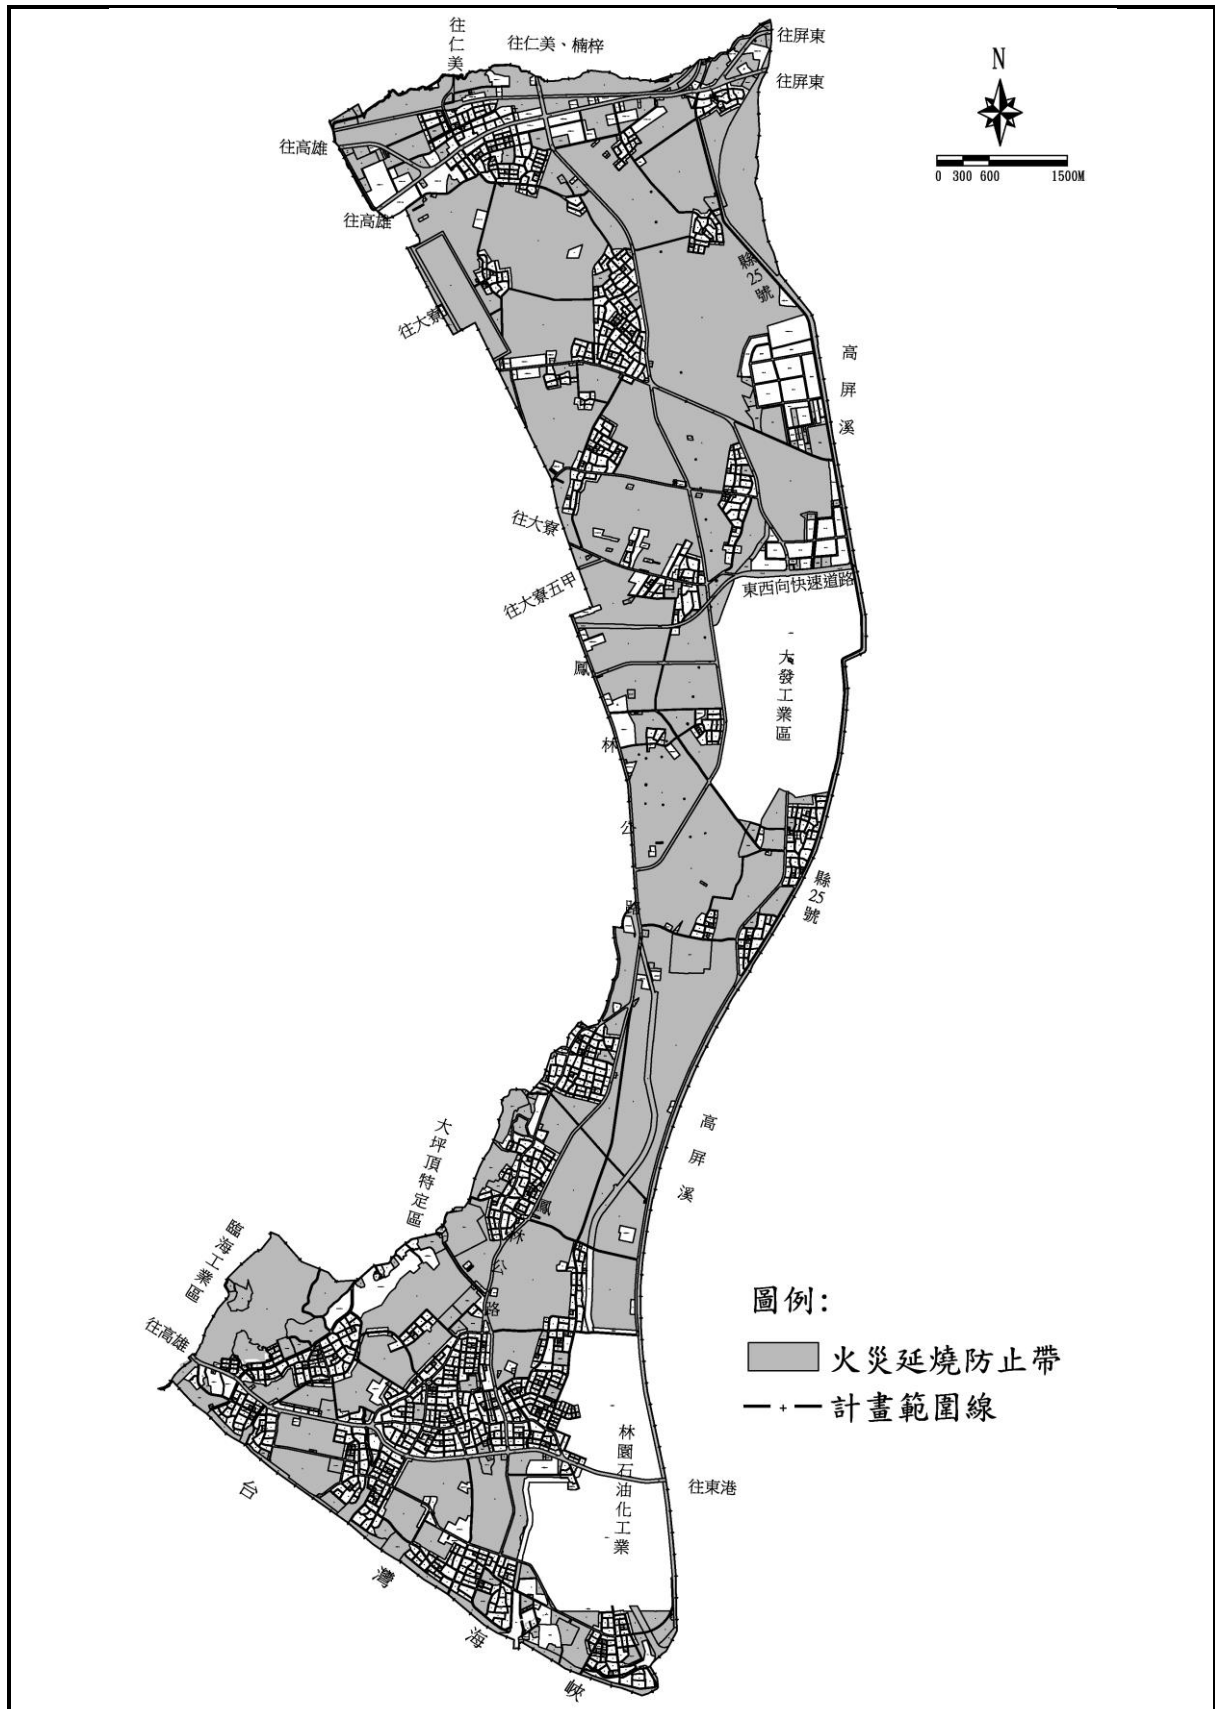 往仁美
往仁美、楠梓
往屏東
往屏東
N
0 300 600 1500M
往高雄
往高雄
縣25號
往大寮
高屏溪
往大寮
往大寮五甲
東西向快速道路
大發工業區
鳳林公路
縣25號
高屏溪
大坪頂特定區
鳳林公路
臨海工業區
往高雄
圖例:
火災延燒防止帶
計畫範圍線
林園石油化工業
往東港
台灣海峽